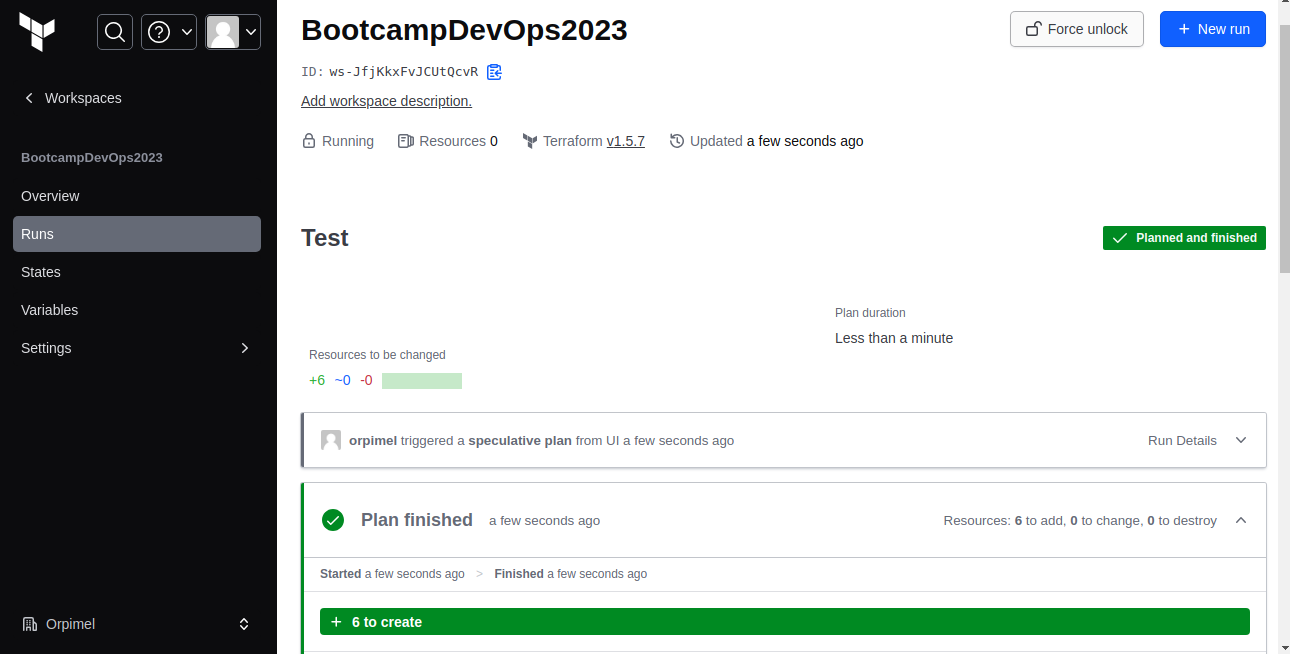 BootcampDevOps2023
Force unlock
+ New run
ID: ws-JfjKkxFvJCUtQcvR
Workspaces
Add workspace description.
Running Resources 0 Terraform v1.5.7 Updated a few seconds ago
BootcampDevOps2023
Overview
Runs
States
Variables
Settings
Orpimel
Test
Planned and finished
Plan duration
Less than a minute
Resources to be changed
+6 ~0 -0
orpimel triggered a speculative plan from UI a few seconds ago
Run Details
Plan finished a few seconds ago
Resources: 6 to add, 0 to change, 0 to destroy
Started a few seconds ago > Finished a few seconds ago
+ 6 to create